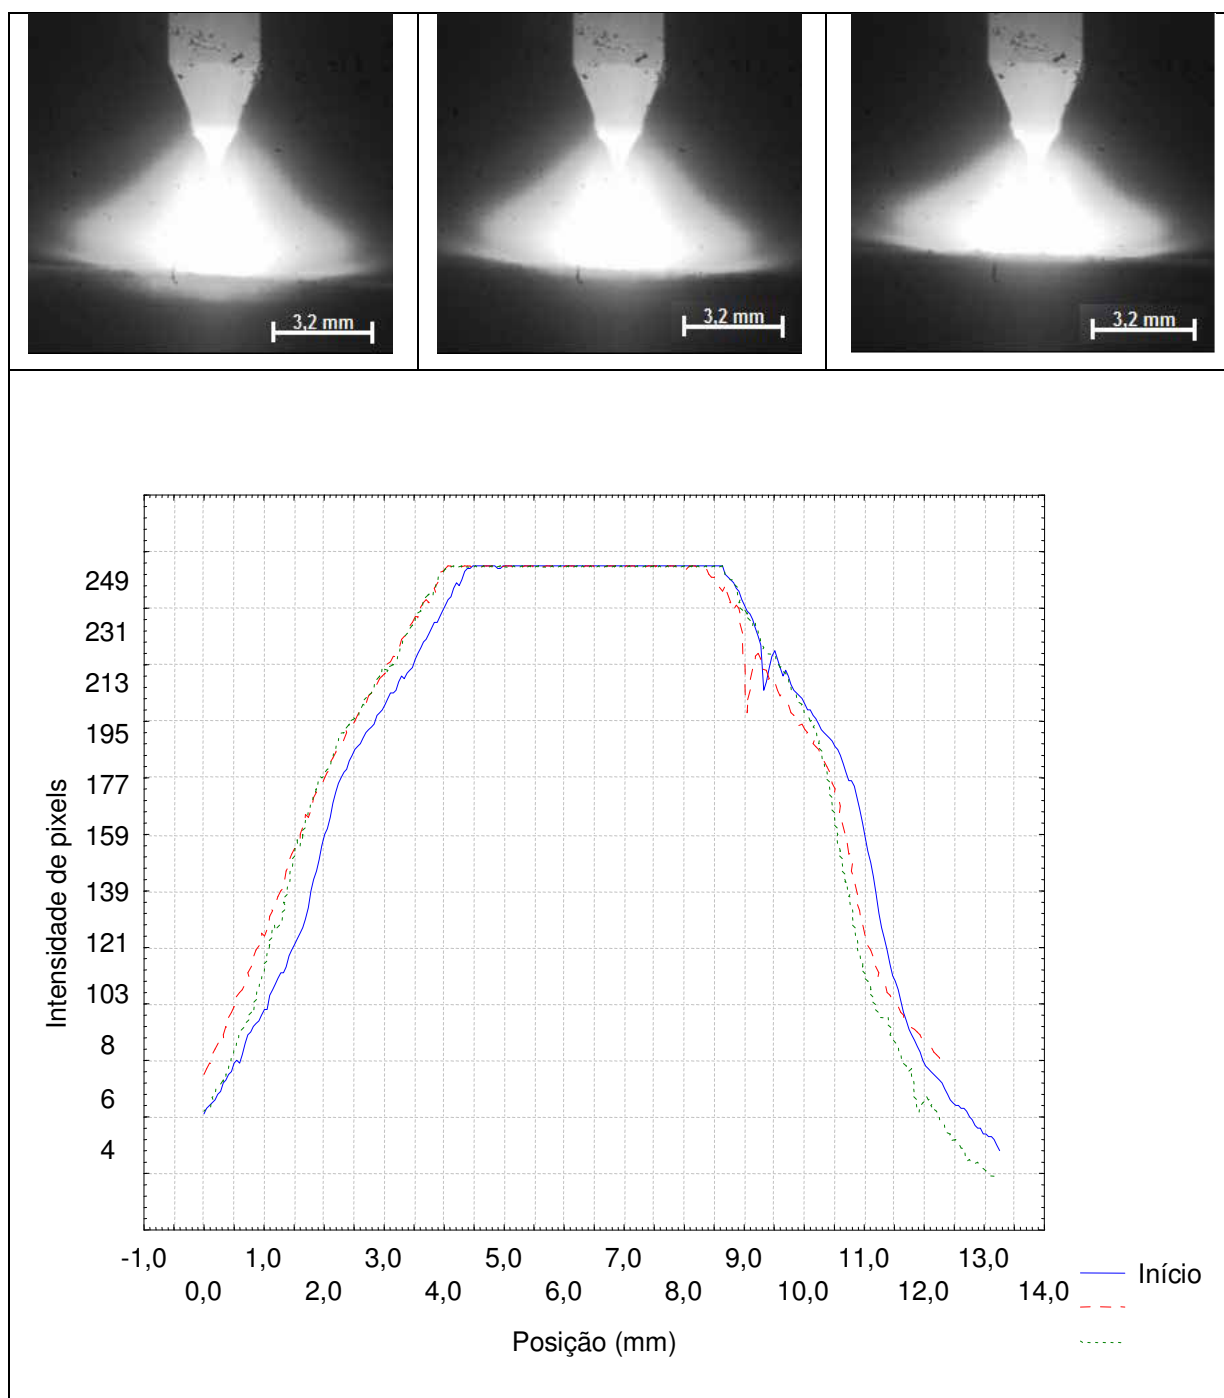 3,2 mm
3,2 mm
3,2 mm
249
231
213
195
177
159
139
121
103
8
6
4
Intensidade de pixels
-1,0 1,0 3,0 5,0 7,0 9,0 11,0 13,0
0,0 2,0 4,0 6,0 8,0 10,0 12,0 14,0
Posição (mm)
Início